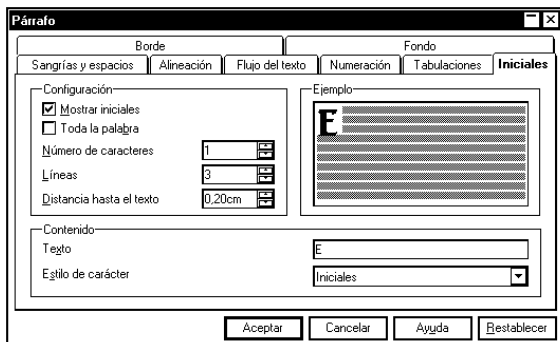 Párrafo
Borde Fondo
Sangrías y espacios Alineación Flujo del texto Numeración Tabulaciones Iniciales
Configuración Ejemplo
Mostrar iniciales E
Toda la palabra
Número de caracteres 1
Líneas 3
Distancia hasta el texto 0,20cm
Contenido
Texto E
Estilo de carácter Iniciales
Aceptar Cancelar Ayuda Restablecer